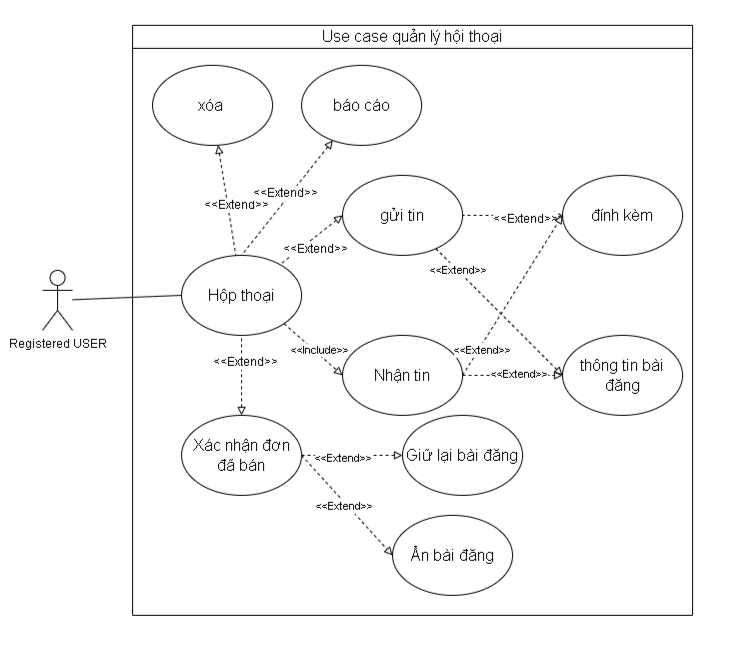 Use case quản lý hội thoại
xóa
báo cáo
<<Extend>>
<<Extend>>
gửi tin
<<Extend>>
đính kèm
<<Extend>>
<<Extend>>
Hộp thoại
Registered USER
<<Include>>
<<Extend>>
<<Extend>>
Nhận tin
<<Extend>>
thông tin bài
đăng
Xác nhận đơn
đã bán
<<Extend>>
Giữ lại bài đăng
<<Extend>>
Ẩn bài đăng